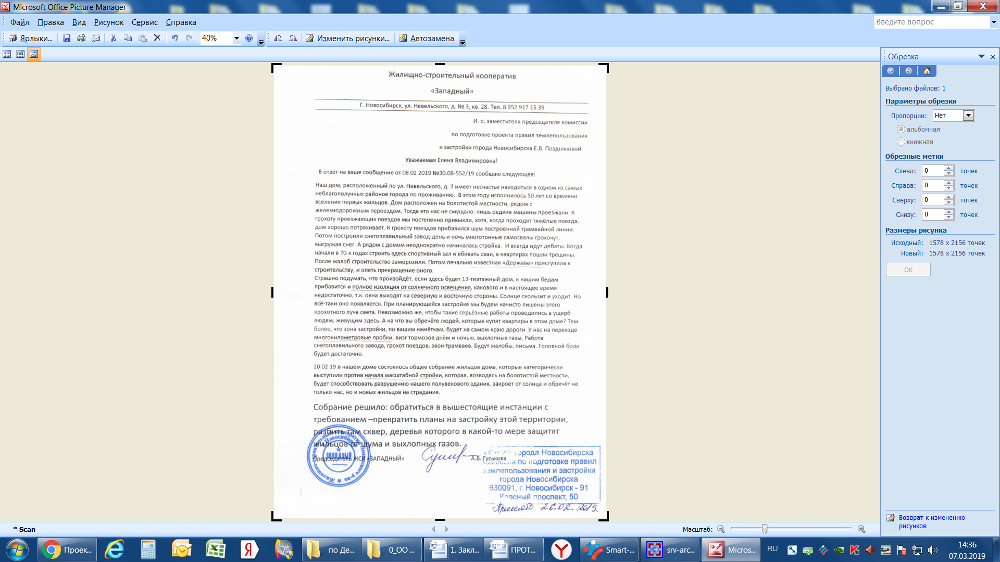 Microsoft Office Picture Manager
Файл Правка Вид Рисунок Сервис Справка
Введите вопрос
Ярлыки... 40% Изменить рисунки... Автозамена
Жилищно-строительный кооператив
«Западный»
Г. Новосибирск, ул. Невельского, д. № 3, кв. 28. Тел. 8 952 917 15 39
И. о. заместителя председателя комиссии
по подготовке проекта правил землепользования
и застройки города Новосибирска Е.В. Поздняковой
Уважаемая Елена Владимировна!
В ответ на ваше сообщение от 08 02 2019 №30.08-552/19 сообщаю следующее:
Наш дом, расположенный по ул. Невельского, д. 3 имеет несчастье находиться в одном из самых
неблагополучных районов города по проживанию. В этом году исполнилось 50 лет со времени
вселения первых жильцов. Дом расположен на болотистой местности, рядом с
железнодорожным переездом. Тогда это нас не смущало: лишь редкие машины проезжали. К
грохоту проезжающих поездов мы постепенно привыкли, хотя, когда проходят тяжёлые поезда,
дом хорошо потряхивает. К грохоту поездов прибавился шум построенной трамвайной линии.
Потом построили снегоплавильный завод-день и ночь многотонные самосвалы грохочут,
выгружая снег. А рядом с домом неоднократно начиналась стройка. И всегда идут дебаты. Когда
начали в 70-х годах строить здесь спортивный зал и вбивать сваи, в квартирах пошли трещины.
После жалоб строительство заморозили. Потом печально известная «Держава» приступила к
строительству, и опять прекращение оного.
Страшно подумать, что произойдёт, если здесь будет 13-тиэтажный дом, к нашим бедам
прибавится и полное изоляция от солнечного освещения, какового и в настоящее время
недостаточно, т.к. окна выходят на северную и восточную стороны. Солнце скользит и уходит. Но
всё-таки оно появляется. При планирующейся застройке мы будем начисто лишены этого
крохотного луча света. Невозможно же, чтобы такие серьёзные работы проводились в ущерб
людям, живущим здесь. А на что вы обречёте людей, которые купят квартиры в этом доме? Тем
более, что зона застройки, по вашим намёткам, будет на самом краю дороги. У нас на переезде
многокилометровые пробки, визг тормозов днём и ночью, выхлопные газы, Работа
снегоплавильного завода, грохот поездов, звон трамваев. Будут жалобы, письма. Головной боли
будет достаточно.
20 02 19 в нашем доме состоялось общее собрание жильцов дома, которые категорически
выступили против начала масштабной стройки, которая, возводясь на болотистой местности,
будет способствовать разрушению нашего полувекового здания, закроет от солнца и обречёт не
только нас, но и новых жильцов на страдания.
Собрание решило: обратиться в вышестоящие инстанции с
требованием –прекратить планы на застройку этой территории,
разбить там сквер, деревья которого в какой-то мере защитят
жильцов от шума и выхлопных газов.
Председатель ЖСК «ЗАПАДНЫЙ» А.В. Гуськова
ЗАПАДНЫЙ
Жилищно-строительный кооператив Ленинского р-на
Новосибирск
МЭРИЯ города Новосибирска
комиссия по подготовке правил
землепользования и застройки
города Новосибирска
630091, г. Новосибирск - 91
Красный проспект, 50
Принято 26.02.2019
Обрезка
Выбрано файлов: 1
Параметры обрезки
Пропорции: Нет
альбомная
книжная
Обрезные метки
Слева: 0 точек
Справа: 0 точек
Сверху: 0 точек
Снизу: 0 точек
Размеры рисунка
Исходный: 1578 x 2156 точек
Новый: 1578 x 2156 точек
ОК
Возврат к изменению
рисунков
* Scan
Масштаб:
Проек... по Де... 0_ОО ... 1. Закл... ПРОТ... Smart-... srv-arc... Micros... RU
14:36
07.03.2019